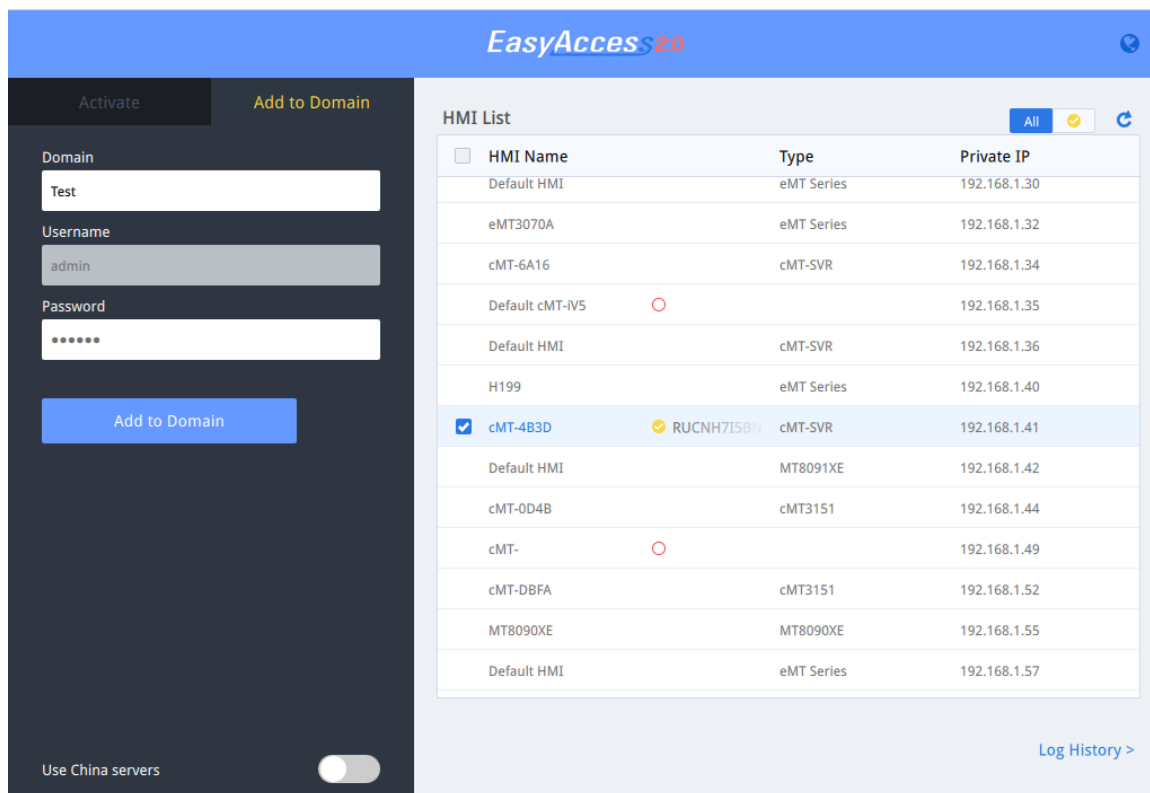 EasyAccess 2.0
Activate
Add to Domain
Domain
Test
Username
admin
Password
••••••
Add to Domain
Use China servers
HMI List
All
HMI Name Type Private IP
Default HMI eMT Series 192.168.1.30
eMT3070A eMT Series 192.168.1.32
cMT-6A16 cMT-SVR 192.168.1.34
Default cMT-iV5 192.168.1.35
Default HMI cMT-SVR 192.168.1.36
H199 eMT Series 192.168.1.40
cMT-4B3D RUCNH7I5BN cMT-SVR 192.168.1.41
Default HMI MT8091XE 192.168.1.42
cMT-0D4B cMT3151 192.168.1.44
cMT- 192.168.1.49
cMT-DBFA cMT3151 192.168.1.52
MT8090XE MT8090XE 192.168.1.55
Default HMI eMT Series 192.168.1.57
Log History >